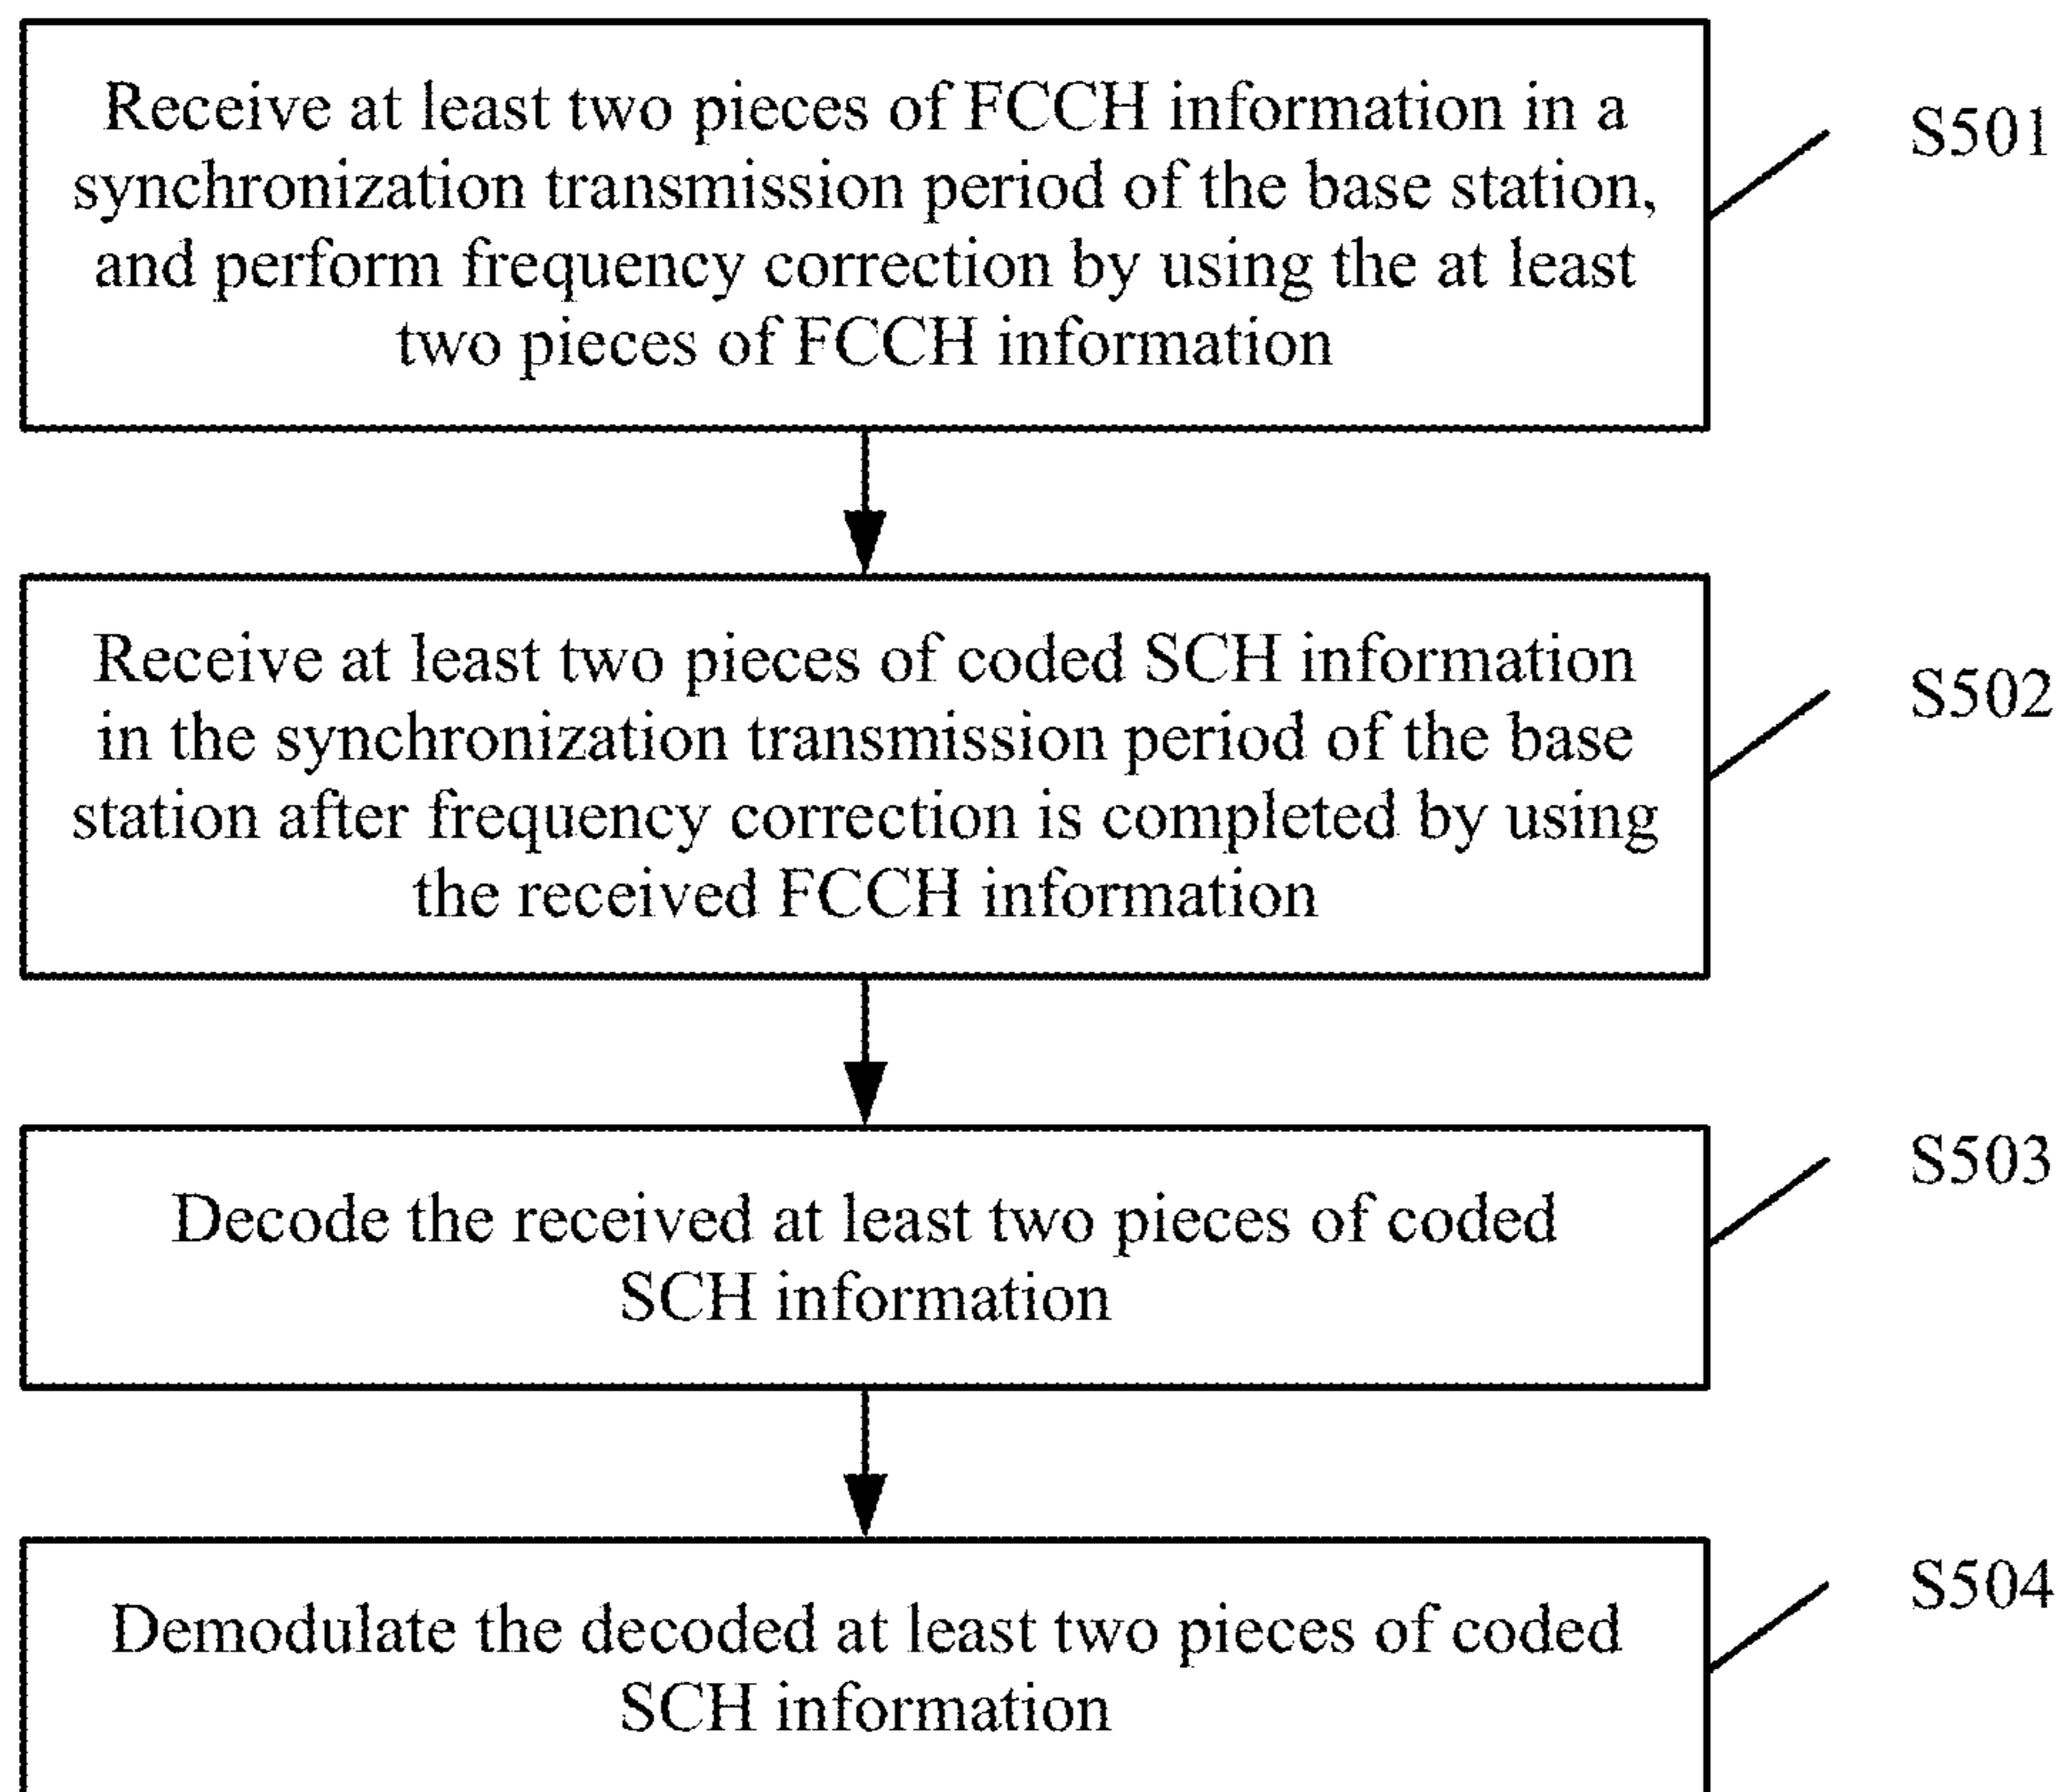 Receive at least two pieces of FCCH information in a
synchronization transmission period of the base station,
and perform frequency correction by using the at least
two pieces of FCCH information
S501
Receive at least two pieces of coded SCH information
in the synchronization transmission period of the base
station after frequency correction is completed by using
the received FCCH information
S502
Decode the received at least two pieces of coded
SCH information
S503
Demodulate the decoded at least two pieces of coded
SCH information
S504